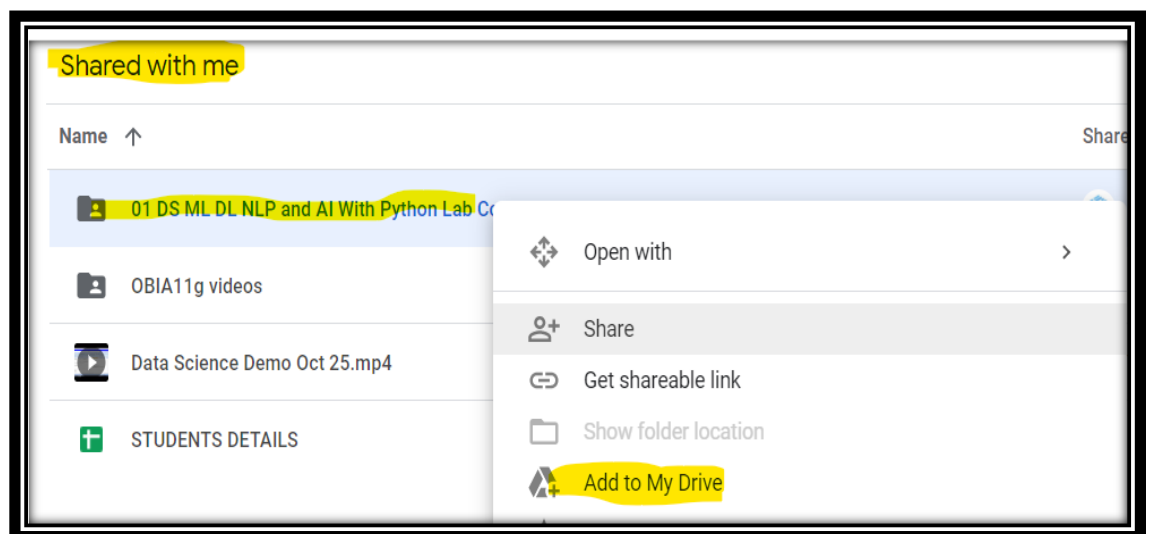 Shared with me
Name
Share
01 DS ML DL NLP and AI With Python Lab
OBIA11g videos
Data Science Demo Oct 25.mp4
STUDENTS DETAILS
Open with
Share
Get shareable link
Show folder location
Add to My Drive